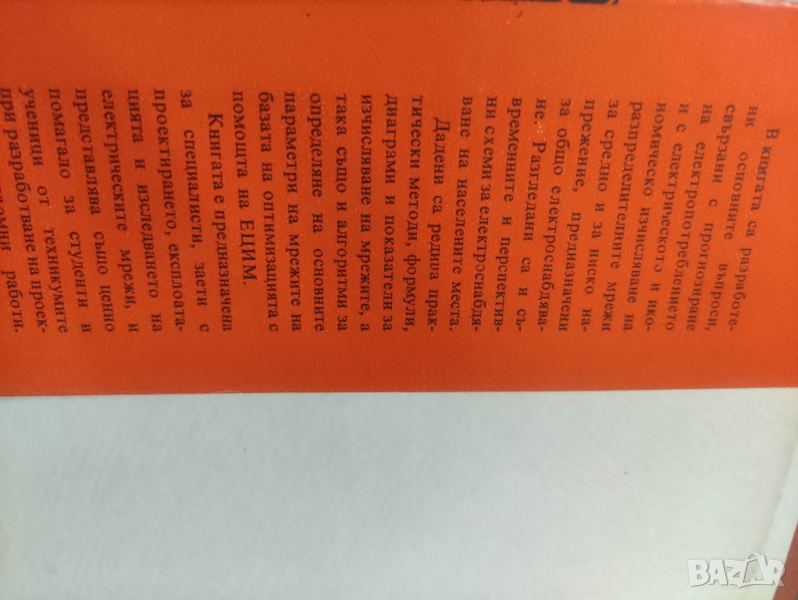 В книгата са разработе-
ни основните въпроси,
свързани с прогнозиране
на електропотреблението
и с електрическото и ико-
номическо изчисляване на
разпределителните мрежи
за средно и за ниско на-
прежение, предназначени
за общо електроснабдява-
не. Разгледани са и съ-
временните и перспектив-
ни схеми за електроснабдя-
ване на населените места.
Дадени са редица прак-
тически методи, формули,
диаграми и показатели за
изчисляване на мрежите, а
така също и алгоритми за
определяне на основните
параметри на мрежите на
базата на оптимизацията с
помощта на ЕЦИМ.
Книгата е предназначена
за специалисти, заети с
проектирането, експлоата-
цията и изследването на
електрическите мрежи, и
представлява също ценно
помагало за студенти и
ученици от техникумите
при разработване на проек-
работи.
BAZAR